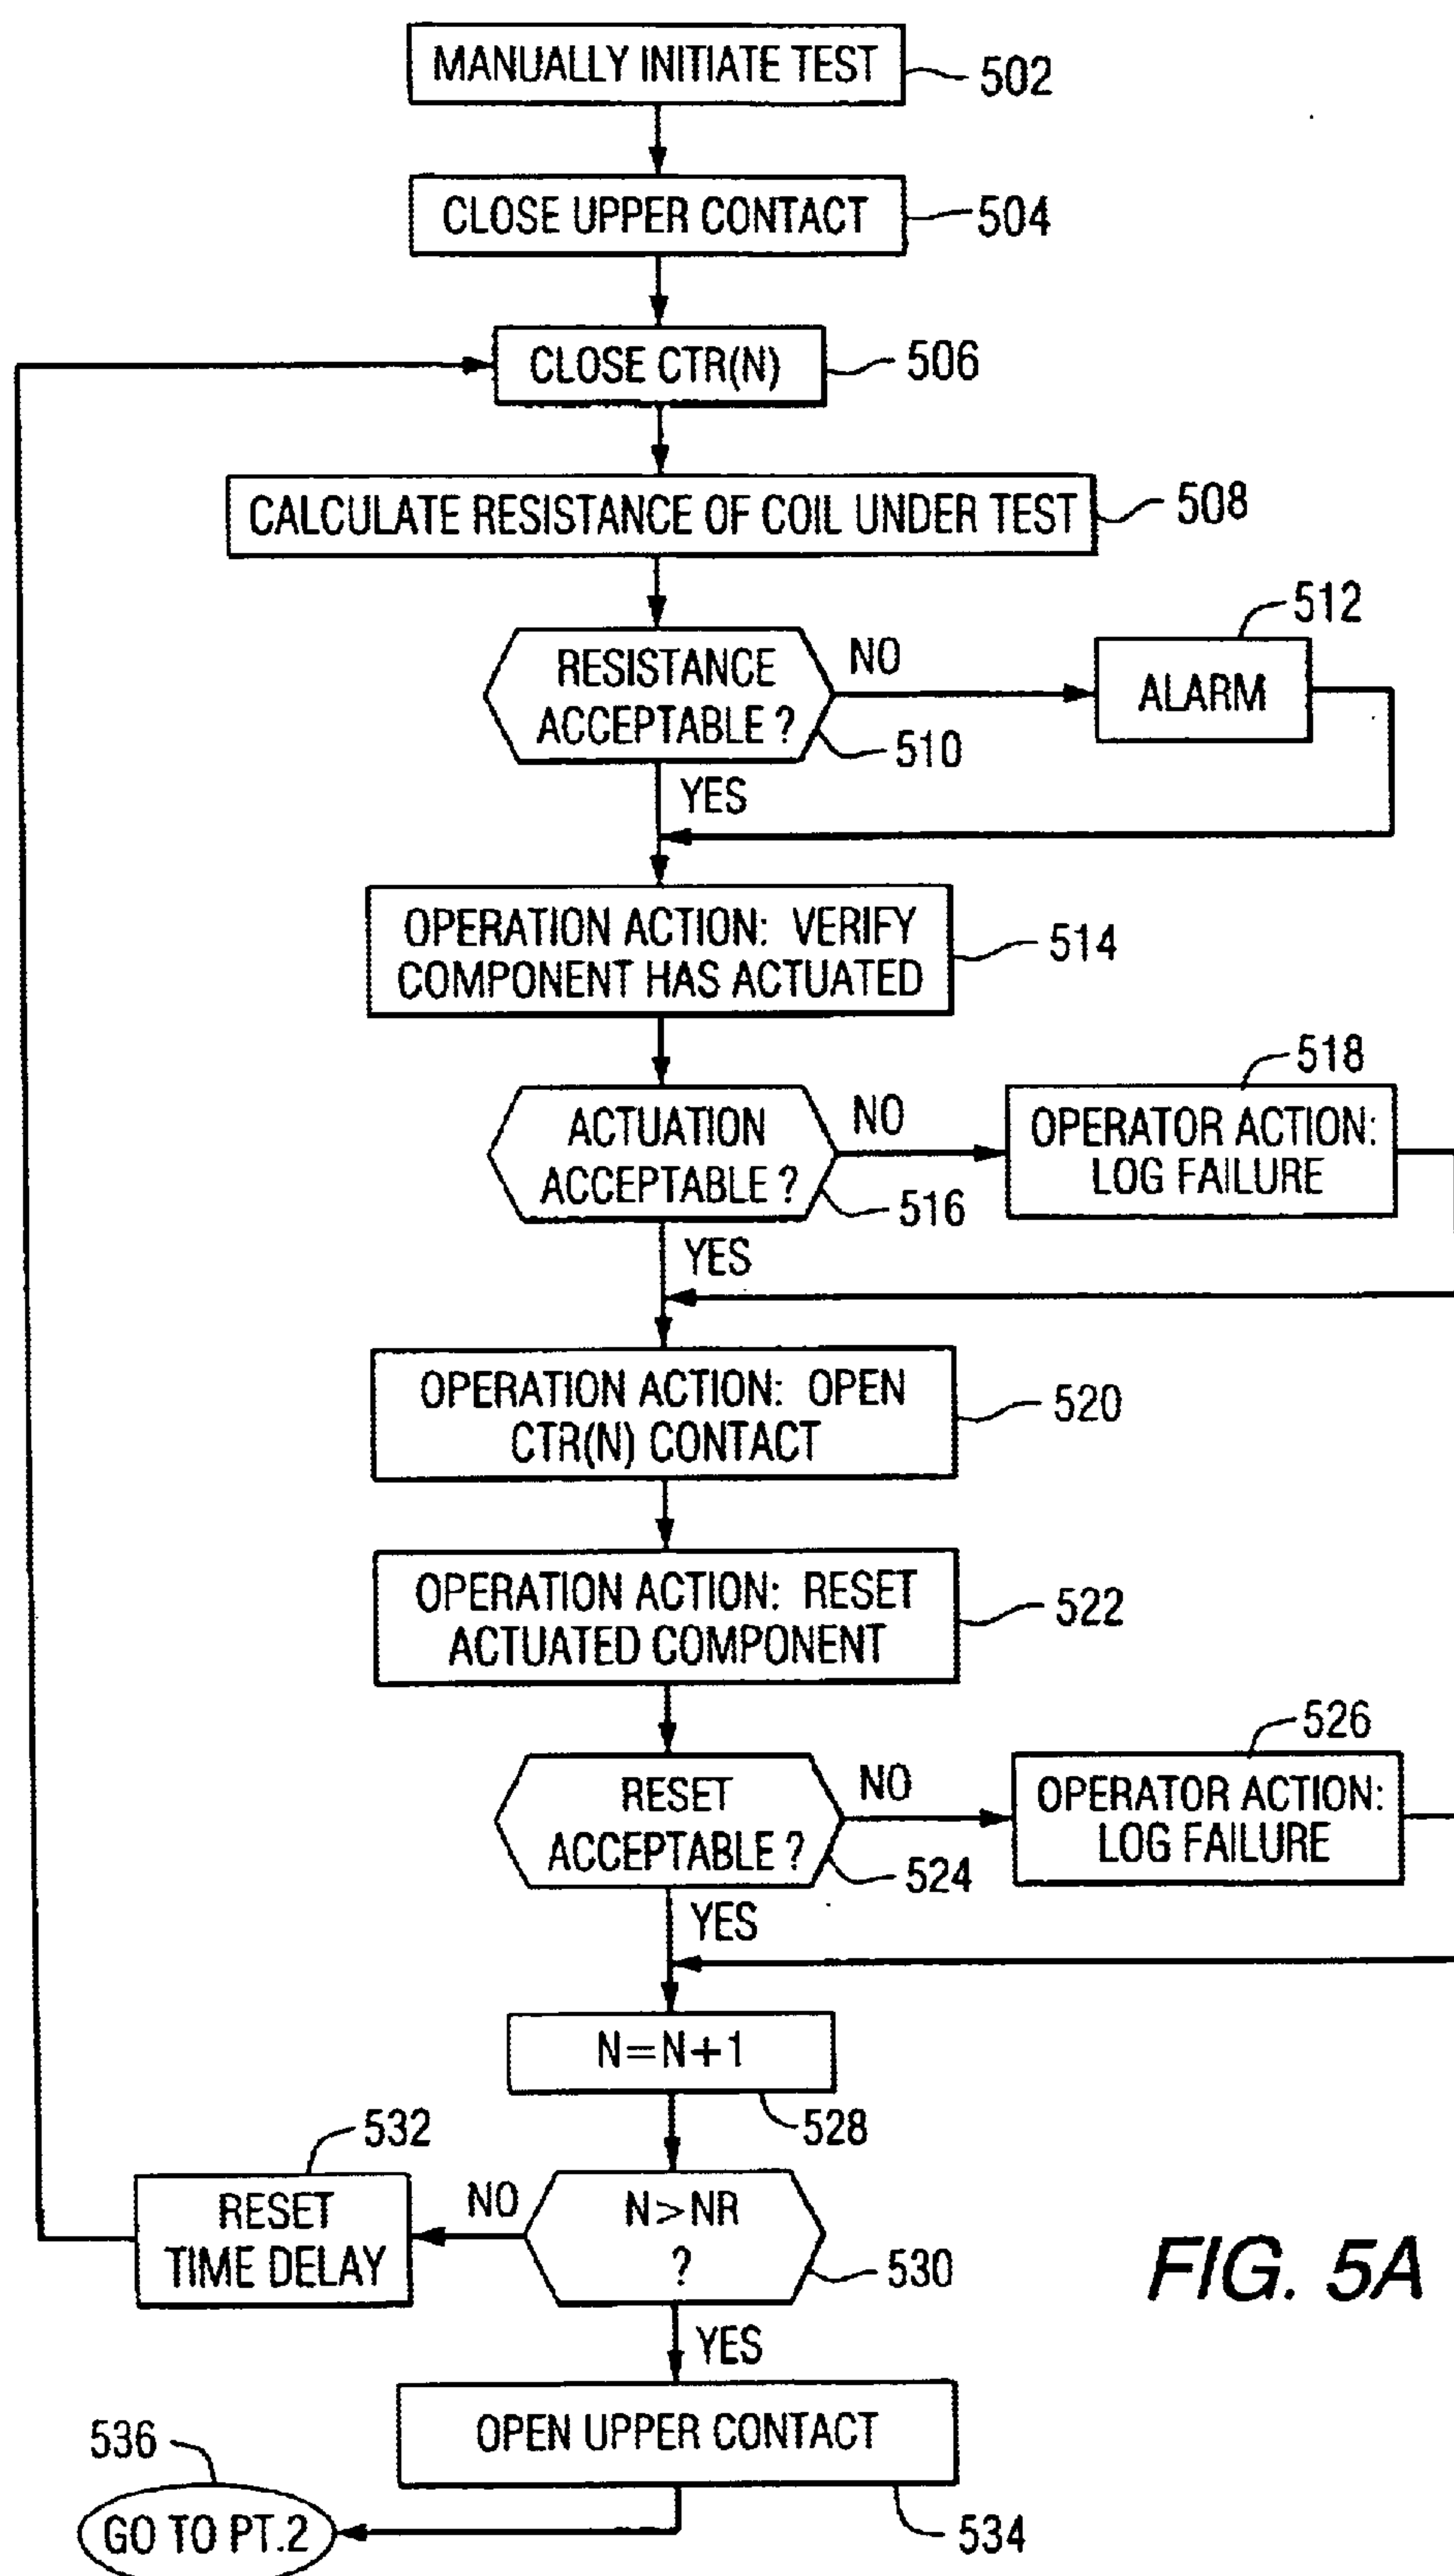 MANUALLY INITIATE TEST
502
CLOSE UPPER CONTACT
504
CLOSE CTR(N)
506
CALCULATE RESISTANCE OF COIL UNDER TEST
508
RESISTANCE
ACCEPTABLE ?
510
NO
512
ALARM
YES
OPERATION ACTION: VERIFY
COMPONENT HAS ACTUATED
514
ACTUATION
ACCEPTABLE ?
516
NO
518
OPERATOR ACTION:
LOG FAILURE
YES
OPERATION ACTION: OPEN
CTR(N) CONTACT
520
OPERATION ACTION: RESET
ACTUATED COMPONENT
522
RESET
ACCEPTABLE ?
524
NO
526
OPERATOR ACTION:
LOG FAILURE
YES
N=N+1
528
N>NR
?
530
NO
532
RESET
TIME DELAY
YES
OPEN UPPER CONTACT
534
536
GO TO PT.2
FIG. 5A